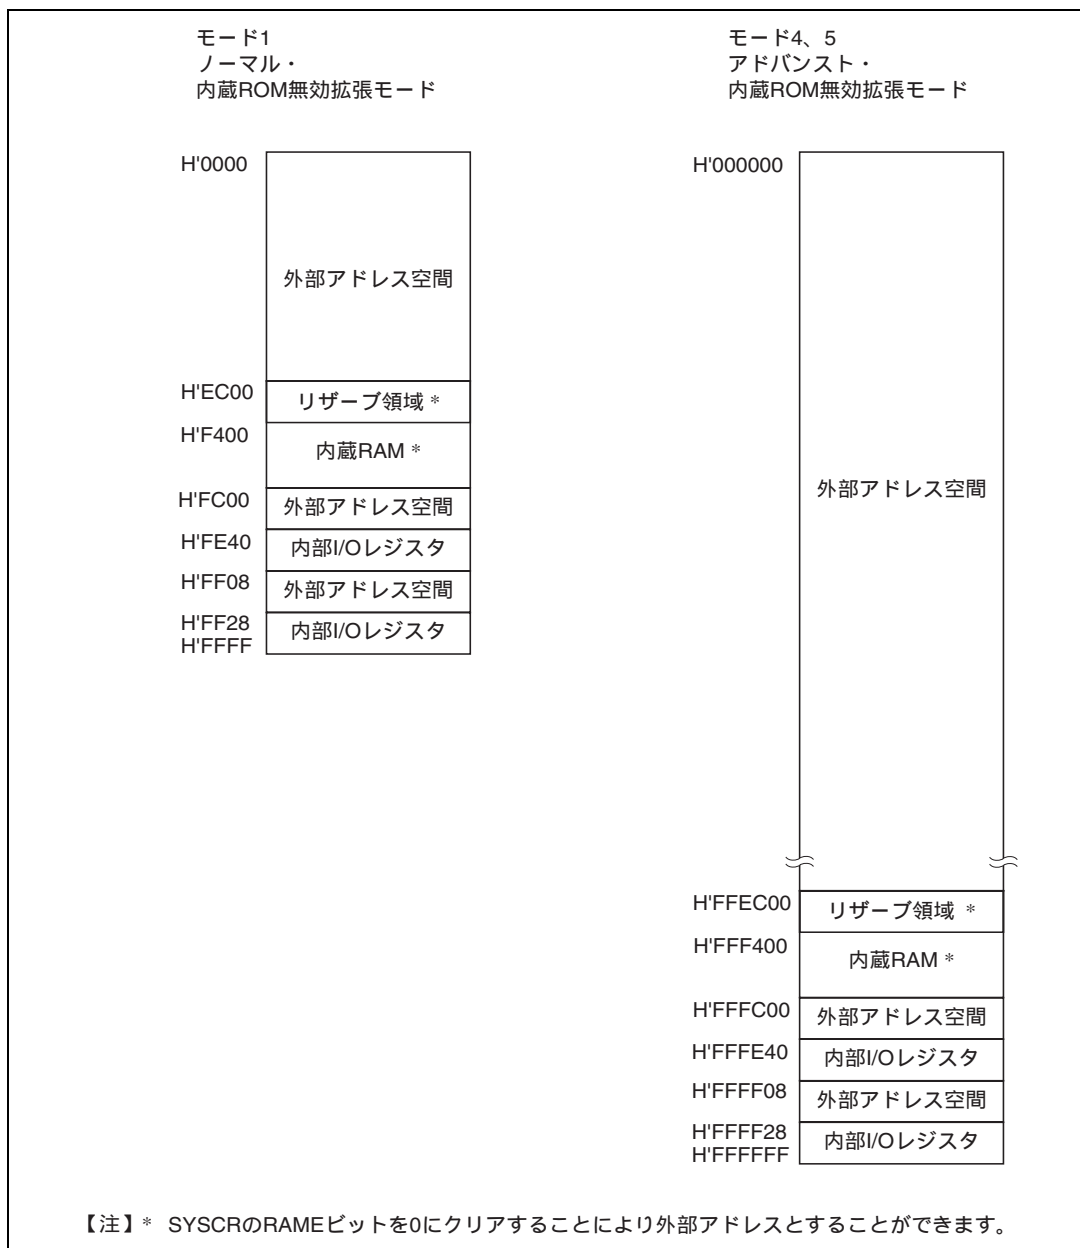 モード1
ノーマル・
内蔵ROM無効拡張モード
H'0000
外部アドレス空間
H'EC00
リザーブ領域 *
H'F400
内蔵RAM *
H'FC00
外部アドレス空間
H'FE40
内部I/Oレジスタ
H'FF08
外部アドレス空間
H'FF28
内部I/Oレジスタ
H'FFFF
モード4、5
アドバンスト・
内蔵ROM無効拡張モード
H'000000
外部アドレス空間
H'FFEC00
リザーブ領域 *
H'FFF400
内蔵RAM *
H'FFFC00
外部アドレス空間
H'FFFE40
内部I/Oレジスタ
H'FFFF08
外部アドレス空間
H'FFFF28
内部I/Oレジスタ
H'FFFFFF
【注】* SYSCRのRAMEビットを0にクリアすることにより外部アドレスとすることができます。